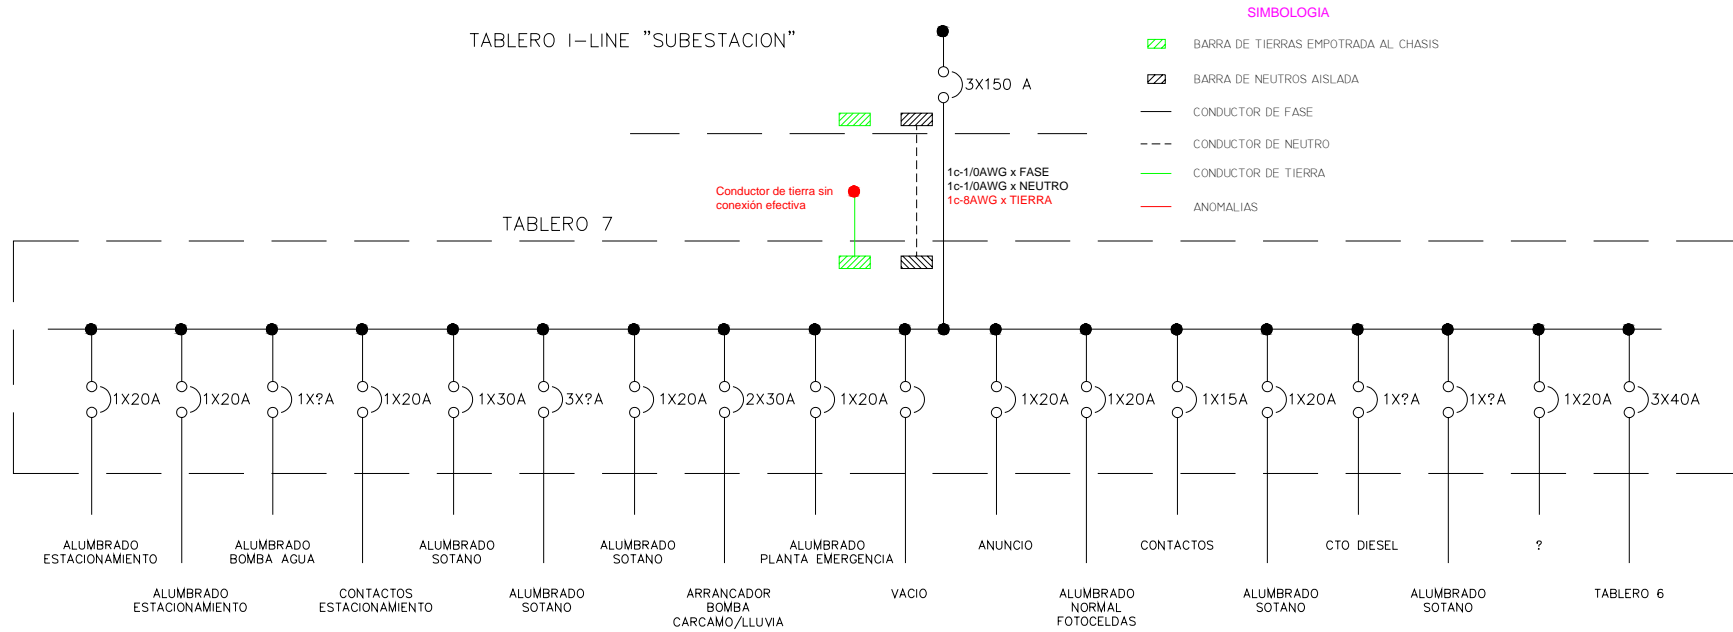 SIMBOLOGIA
TABLERO I-LINE "SUBESTACION"
BARRA DE TIERRAS EMPOTRADA AL CHASIS
BARRA DE NEUTROS AISLADA
3X150 A
CONDUCTOR DE FASE
CONDUCTOR DE NEUTRO
CONDUCTOR DE TIERRA
ANOMALIAS
1c-1/0AWG x FASE
1c-1/0AWG x NEUTRO
1c-8AWG x TIERRA
Conductor de tierra sin
conexión efectiva
TABLERO 7
1X20A
1X20A
1X?A
1X20A
1X30A
3X?A
1X20A
2X30A
1X20A
1X20A
1X20A
1X15A
1X20A
1X?A
1X?A
1X20A
3X40A
ALUMBRADO
ESTACIONAMIENTO
ALUMBRADO
BOMBA AGUA
ALUMBRADO
SOTANO
ALUMBRADO
SOTANO
ALUMBRADO
PLANTA EMERGENCIA
ANUNCIO
CONTACTOS
CTO DIESEL
?
ALUMBRADO
ESTACIONAMIENTO
CONTACTOS
ESTACIONAMIENTO
ALUMBRADO
SOTANO
ARRANCADOR
BOMBA
CARCAMO/LLUVIA
VACIO
ALUMBRADO
NORMAL
FOTOCELDAS
ALUMBRADO
SOTANO
ALUMBRADO
SOTANO
TABLERO 6